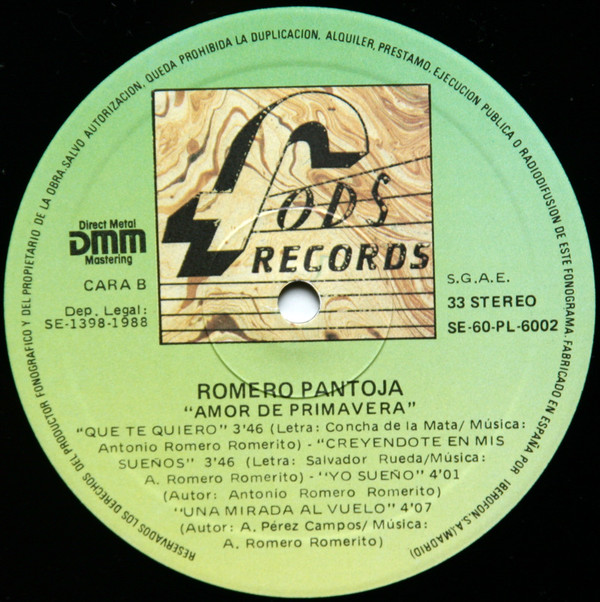 RESERVADOS LOS DERECHOS DEL PRODUCTOR FONOGRAFICO Y DEL PROPIETARIO DE LA OBRA. SALVO AUTORIZACION, QUEDA PROHIBIDA LA DUPLICACION, ALQUILER, PRESTAMO, EJECUCION PUBLICA O RADIODIFUSION DE ESTE FONOGRAMA. FABRICADO EN ESPAÑA POR IBEROFON, S.A. (MADRID)
FODS
RECORDS
Direct Metal
DMM
Mastering
CARA B
Dep. Legal:
SE-1398-1988
S.G.A.E.
33 STEREO
SE-60-PL-6002
ROMERO PANTOJA
"AMOR DE PRIMAVERA"
"QUE TE QUIERO" 3'46 (Letra: Concha de la Mata/ Música:
Antonio Romero Romerito) - "CREYENDOTE EN MIS
SUEÑOS" 3'46 (Letra: Salvador Rueda/Música:
A. Romero Romerito) - "YO SUEÑO" 4'01
(Autor: Antonio Romero Romerito)
"UNA MIRADA AL VUELO" 4'07
(Autor: A. Pérez Campos/ Música:
A. Romero Romerito)